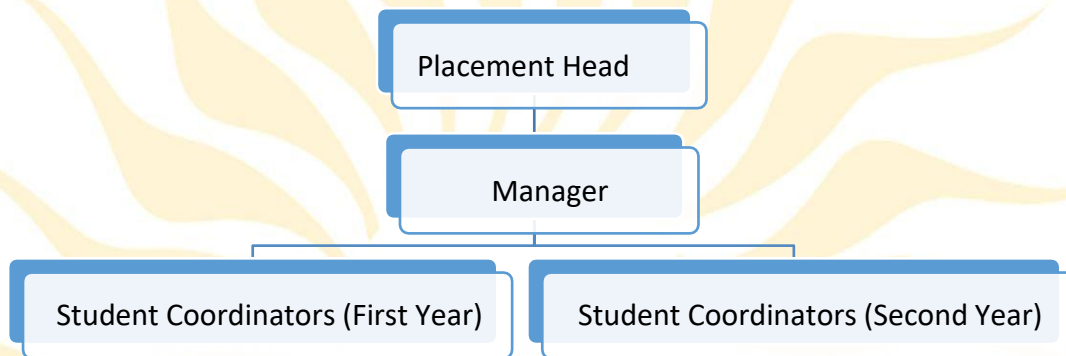 Placement Head
Manager
Student Coordinators (First Year)
Student Coordinators (Second Year)